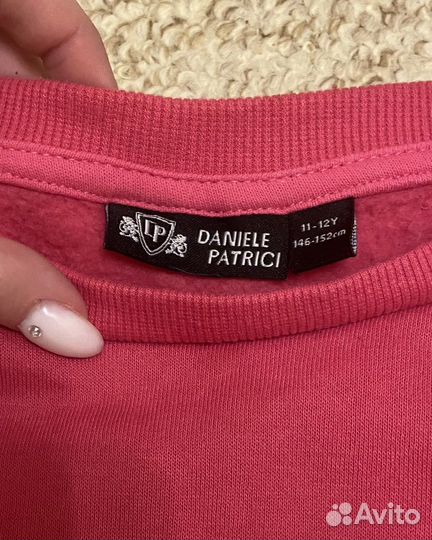 DP
DANIELE
PATRICI
11-12Y
146-152cm
Avito